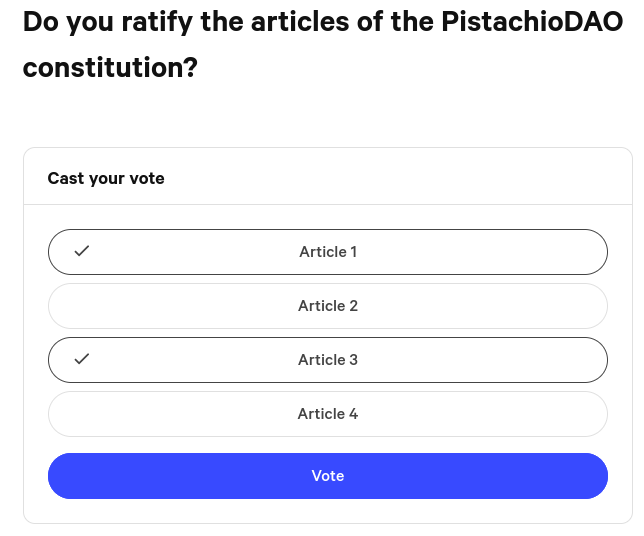 Do you ratify the articles of the PistachioDAO
constitution?
Cast your vote
Article 1
Article 2
Article 3
Article 4
Vote